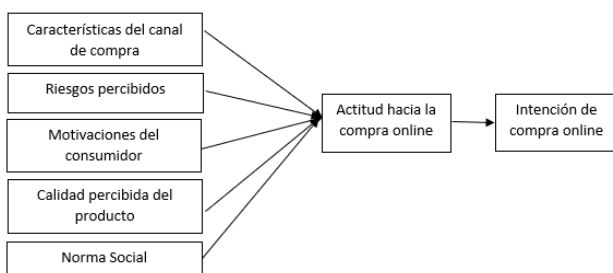 Características del canal
de compra
Riesgos percibidos
Motivaciones del
consumidor
Calidad percibida del
producto
Norma Social
Actitud hacia la
compra online
Intención de
compra online